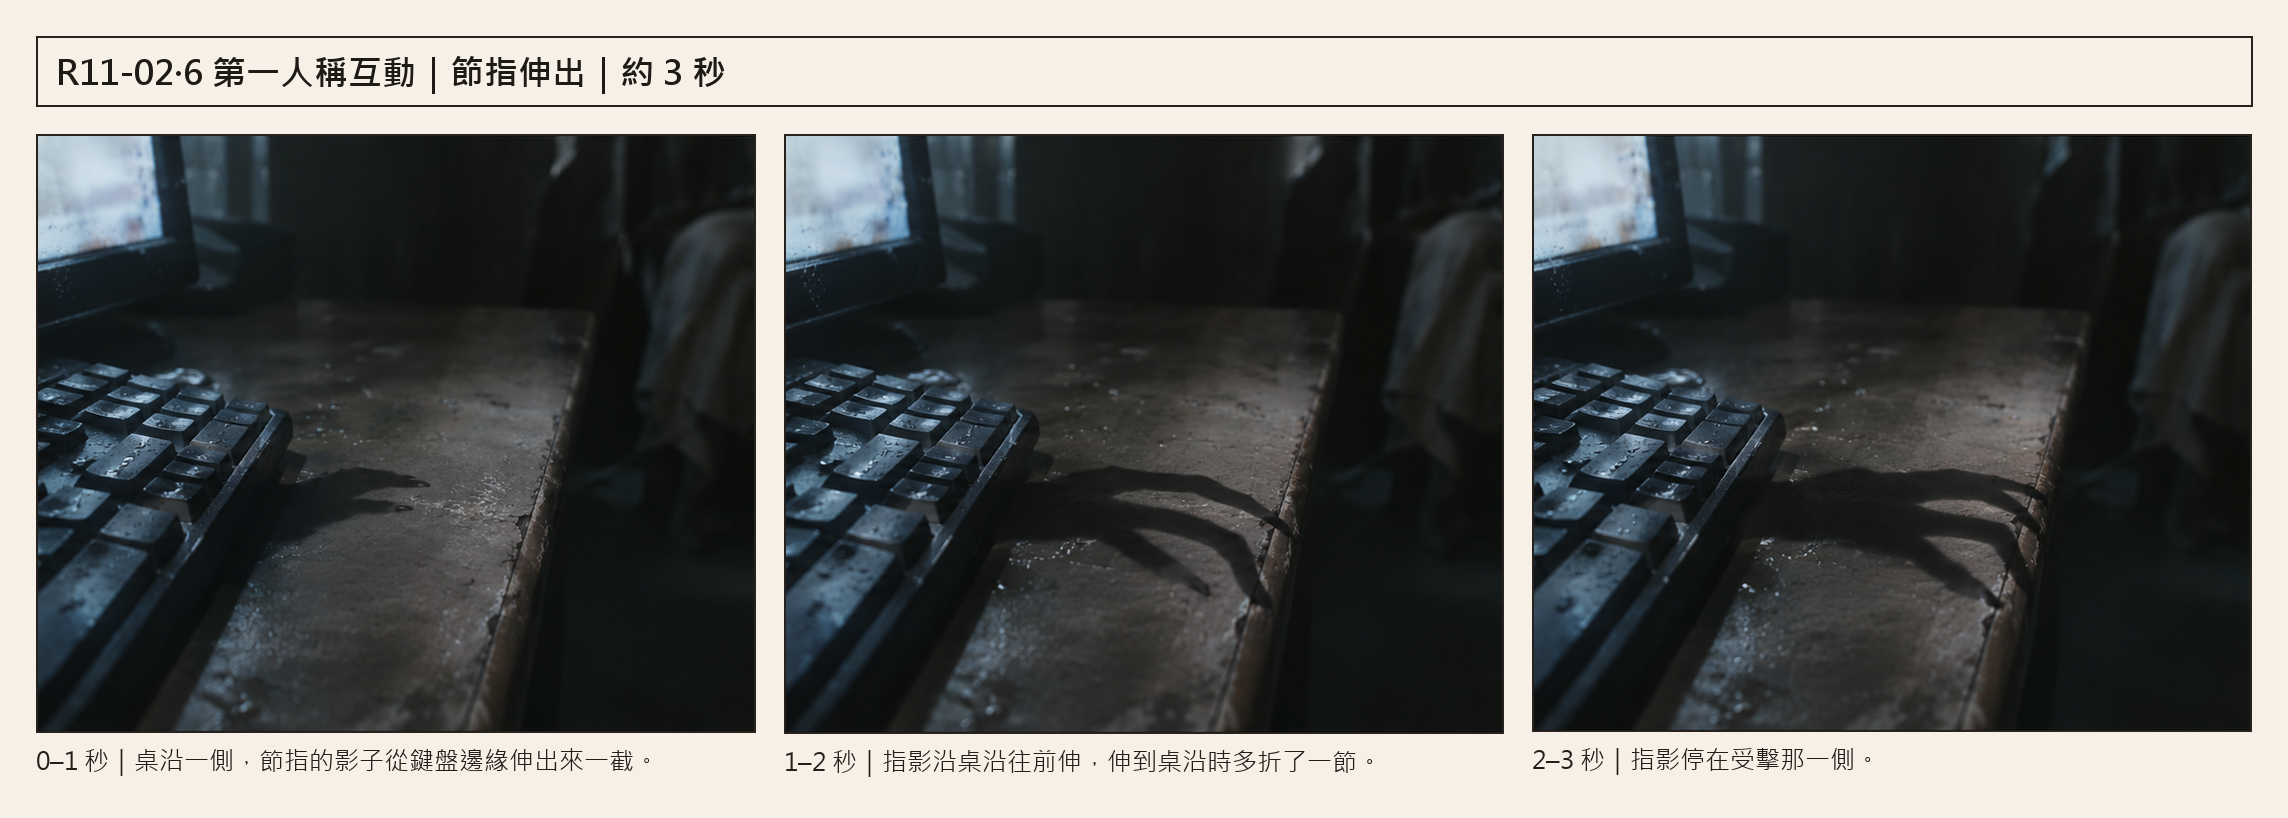 R11-02·6 第一人稱互動｜節指伸出｜約 3 秒
0–1 秒｜桌沿一側，節指的影子從鍵盤邊緣伸出來一截。
1–2 秒｜指影沿桌沿往前伸，伸到桌沿時多折了一節。
2–3 秒｜指影停在受擊那一側。